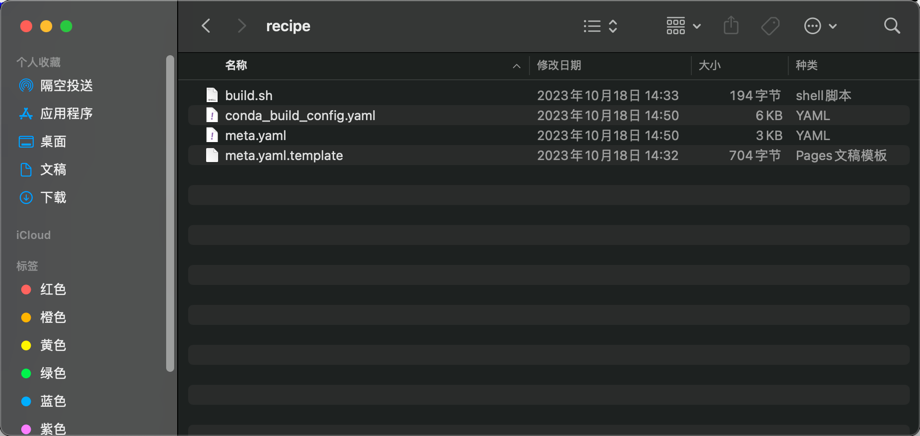 recipe
个人收藏
隔空投送
应用程序
桌面
文稿
下载
iCloud
标签
红色
橙色
黄色
绿色
蓝色
紫色
名称 修改日期 大小 种类
build.sh 2023年10月18日 14:33 194字节 shell脚本
conda_build_config.yaml 2023年10月18日 14:50 6 KB YAML
meta.yaml 2023年10月18日 14:50 3 KB YAML
meta.yaml.template 2023年10月18日 14:32 704字节 Pages文稿模板